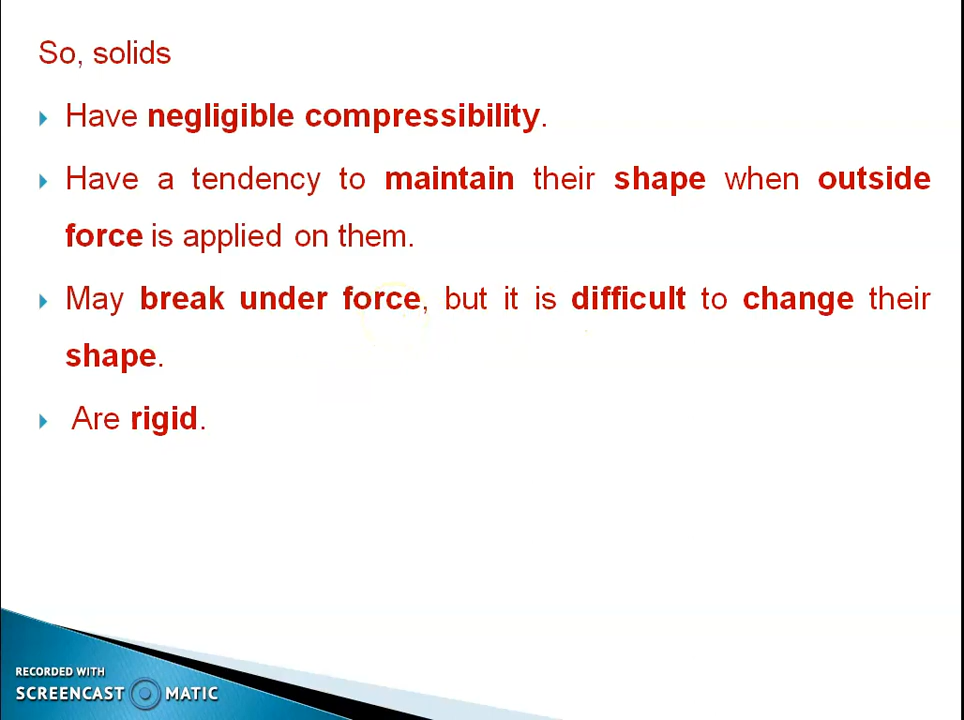 So, solids
Have negligible compressibility.
Have a tendency to maintain their shape when outside
force is applied on them.
May break under force, but it is difficult to change their
shape.
Are rigid.
RECORDED WITH
SCREENCAST MATIC